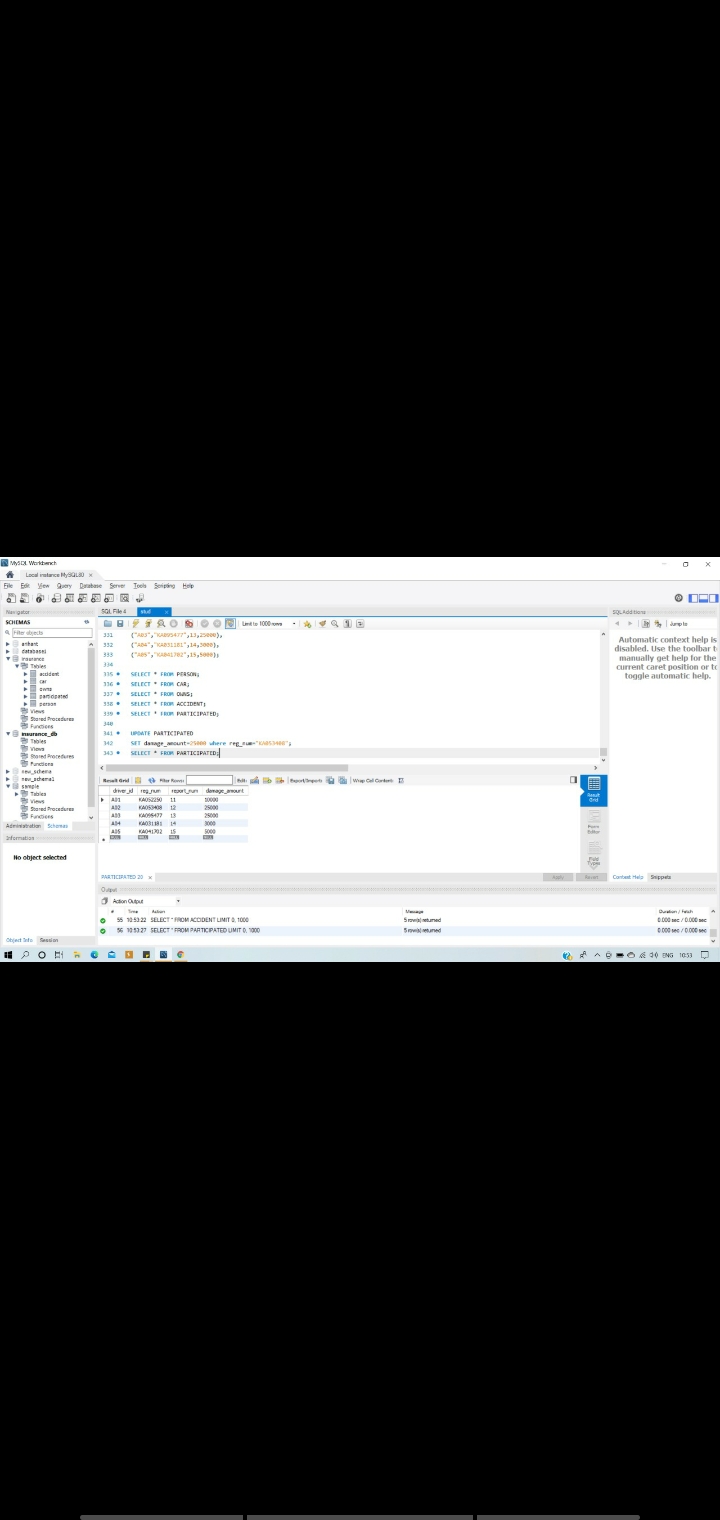 MySQL Workbench
Local instance MySQL80 ×
File Edit View Query Database Server Tools Scripting Help
Navigator
SCHEMAS
Filter objects
anhant
database1
insurance
Tables
accident
car
owns
participated
person
Views
Stored Procedures
Functions
insurance_db
Tables
Views
Stored Procedures
Functions
new_schema
new_schema1
sample
Tables
Views
Stored Procedures
Functions
Administration Schemas
Information
No object selected
Object Info Session
SQL File 4
Limit to 1000 rows
331 ("A03","KA095477",13,25000),
332 ("A04","KA031181",14,3000),
333 ("A05","KA041702",15,5000);
334
335 SELECT * FROM PERSON;
336 SELECT * FROM CAR;
337 SELECT * FROM OWNS;
338 SELECT * FROM ACCIDENT;
339 SELECT * FROM PARTICIPATED;
340
341 UPDATE PARTICIPATED
342 SET damage_amount=25000 where reg_num="KA053408";
343 SELECT * FROM PARTICIPATED;
Result Grid Filter Rows: Edit: Export/Import: Wrap Cell Content:
driver_id reg_num report_num damage_amount
A01 KA052250 11 10000
A02 KA053408 12 25000
A03 KA095477 13 25000
A04 KA031181 14 3000
A05 KA041702 15 5000
NULL NULL NULL NULL
Result Grid
Form Editor
Field Types
PARTICIPATED 20 × Apply Revert
Output
Action Output
# Time Action Message Duration / Fetch
55 10:53:22 SELECT * FROM ACCIDENT LIMIT 0, 1000 5 row(s) returned 0.000 sec / 0.000 sec
56 10:53:27 SELECT * FROM PARTICIPATED LIMIT 0, 1000 5 row(s) returned 0.000 sec / 0.000 sec
SQLAdditions
Jump to
Automatic context help is
disabled. Use the toolbar
manually get help for the
current caret position or
toggle automatic help.
Context Help Snippets
ENG 10:53